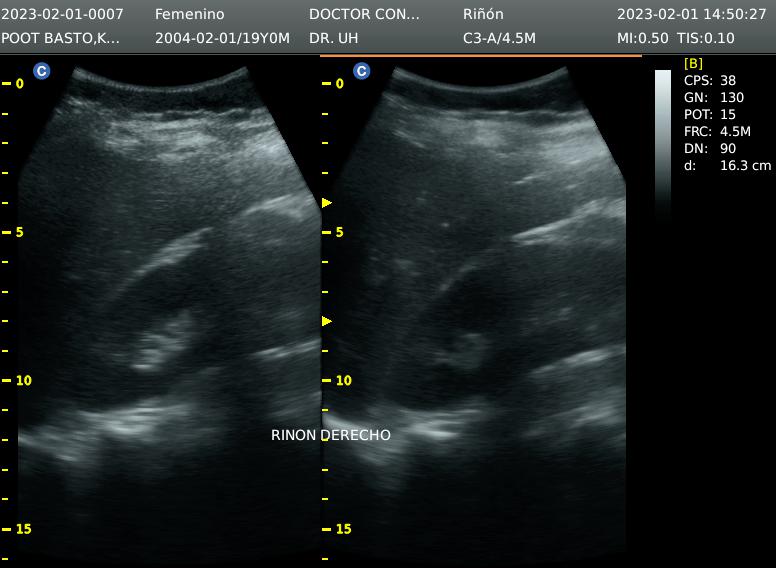 2023-02-01-0007 Femenino DOCTOR CON... Riñón 2023-02-01 14:50:27
POOT BASTO,K... 2004-02-01/19Y0M DR. UH C3-A/4.5M MI:0.50 TIS:0.10
[B]
CPS: 38
GN: 130
POT: 15
FRC: 4.5M
DN: 90
d: 16.3 cm
C C
0 0
5 5
10 10
RINON DERECHO
15 15